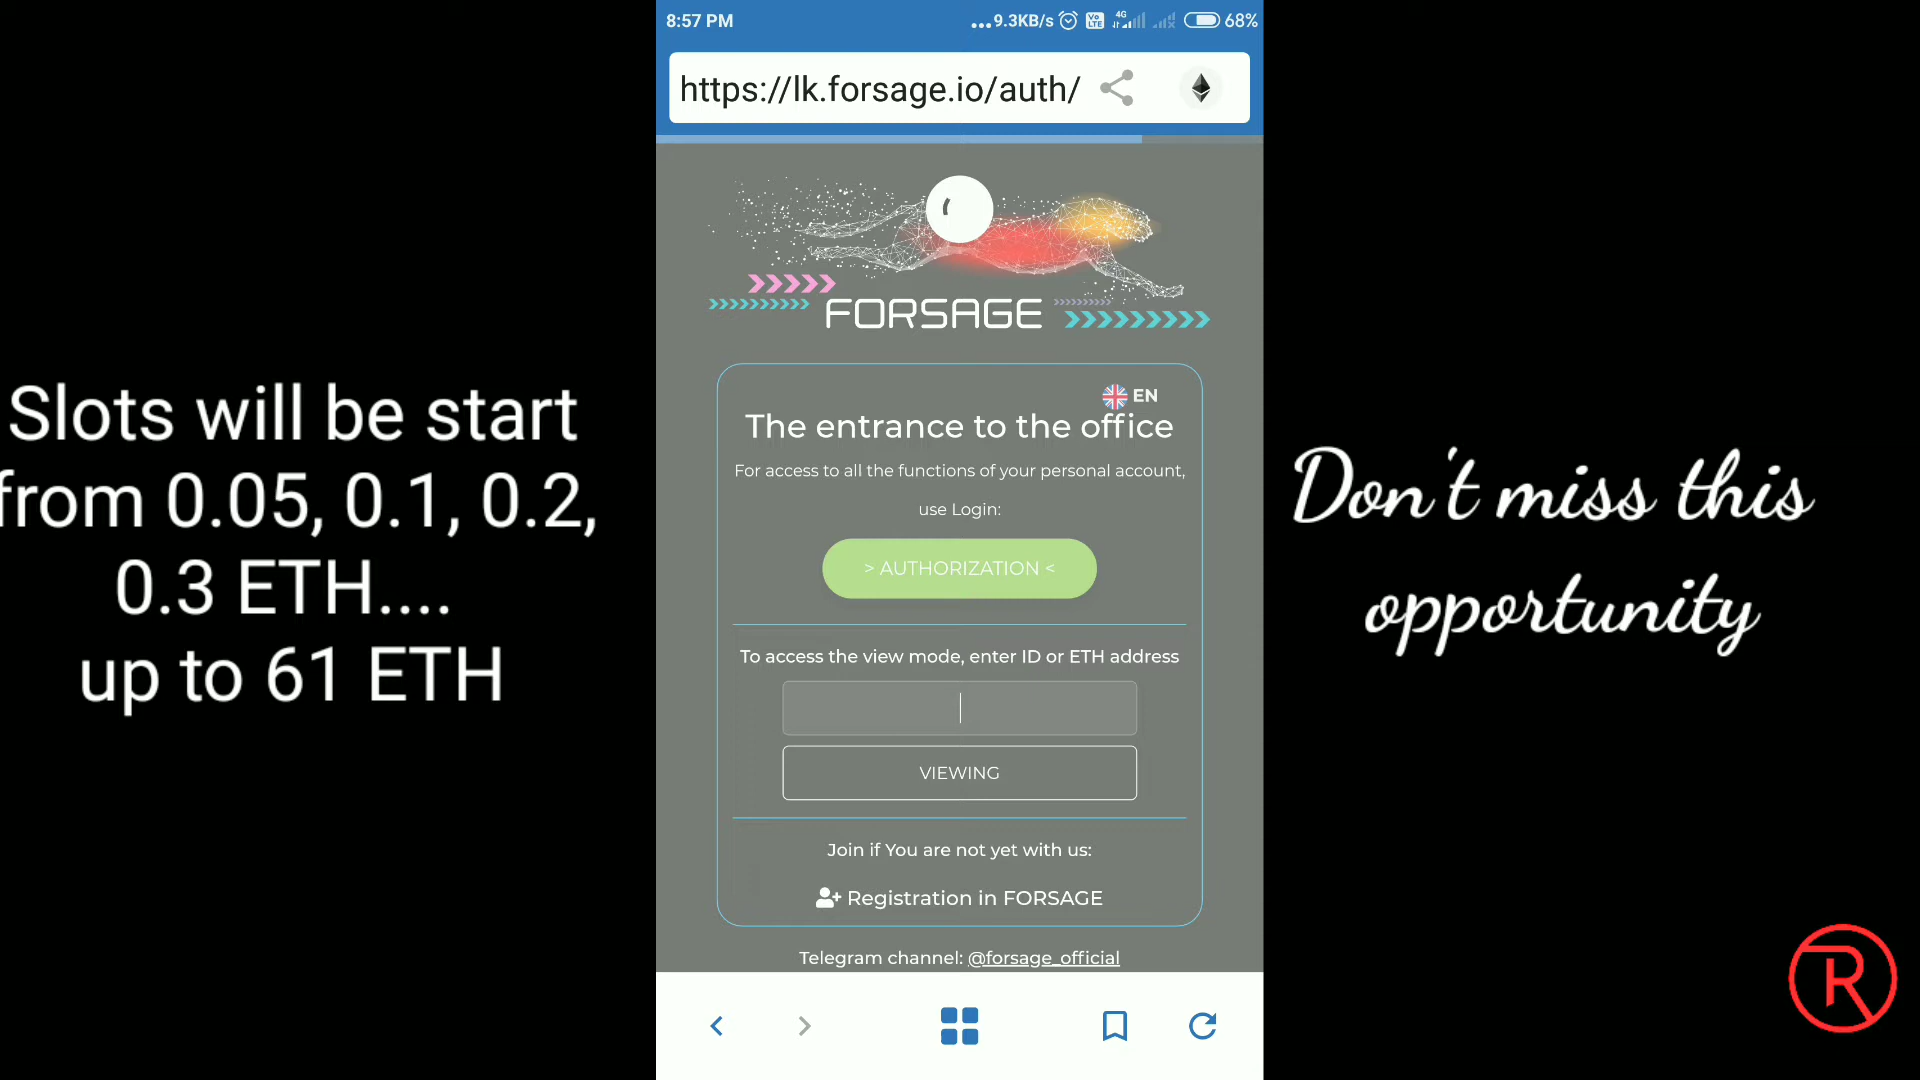 8:57 PM
...9.3KB/s
Vo LTE
4G
68%
https://lk.forsage.io/auth/
FORSAGE
EN
The entrance to the office
For access to all the functions of your personal account,
use Login:
> AUTHORIZATION <
To access the view mode, enter ID or ETH address
VIEWING
Join if You are not yet with us:
Registration in FORSAGE
Telegram channel: @forsage_official
Slots will be start
from 0.05, 0.1, 0.2,
0.3 ETH....
up to 61 ETH
Don't miss this
opportunity
R